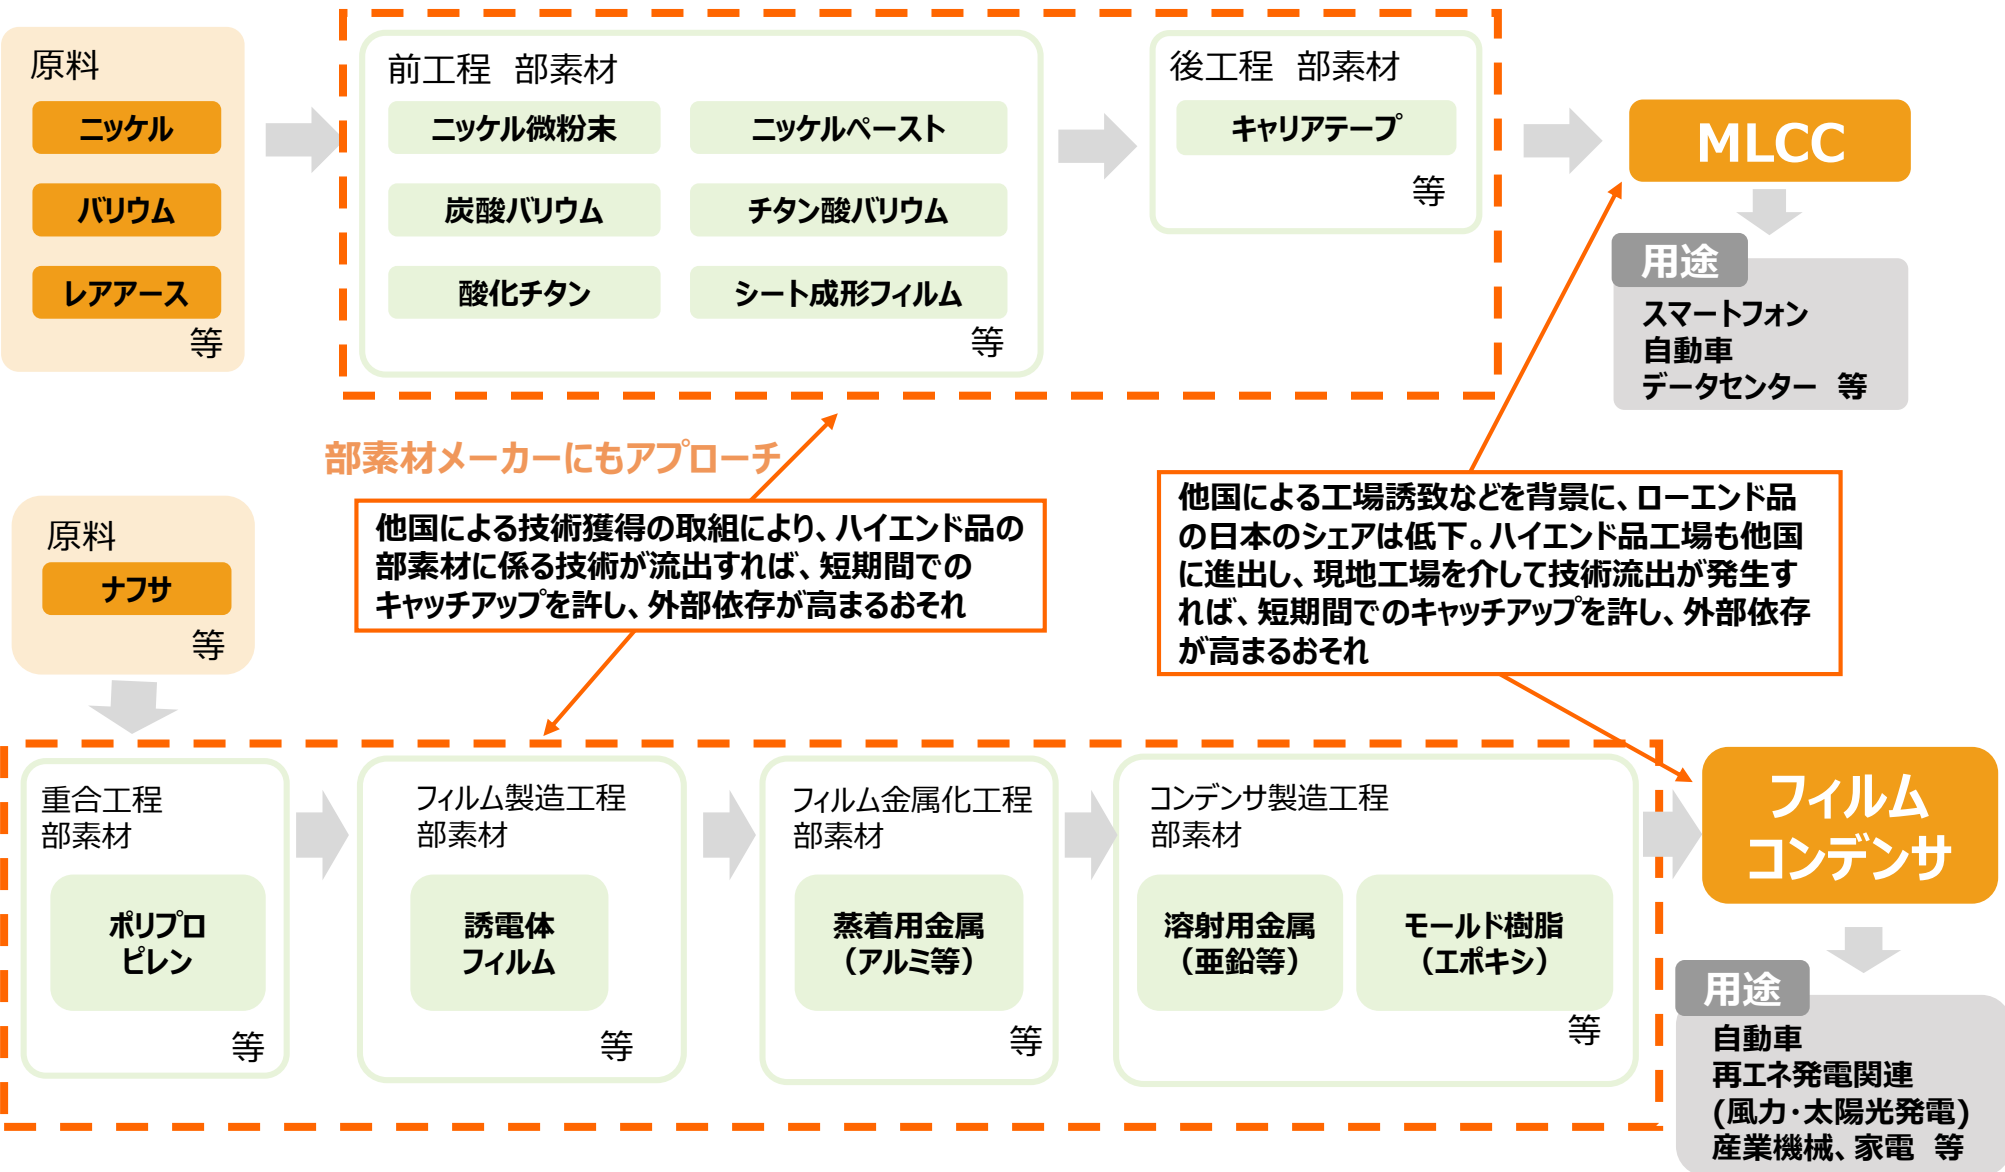 原料
ニッケル
バリウム
レアアース
等
前工程　部素材
ニッケル微粉末
ニッケルペースト
炭酸バリウム
チタン酸バリウム
酸化チタン
シート成形フィルム
等
後工程　部素材
キャリアテープ
等
MLCC
用途
スマートフォン
自動車
データセンター　等
部素材メーカーにもアプローチ
他国による技術獲得の取組により、ハイエンド品の
部素材に係る技術が流出すれば、短期間での
キャッチアップを許し、外部依存が高まるおそれ
他国による工場誘致などを背景に、ローエンド品
の日本のシェアは低下。ハイエンド品工場も他国
に進出し、現地工場を介して技術流出が発生す
れば、短期間でのキャッチアップを許し、外部依存
が高まるおそれ
原料
ナフサ
等
重合工程
部素材
ポリプロ
ピレン
等
フィルム製造工程
部素材
誘電体
フィルム
等
フィルム金属化工程
部素材
蒸着用金属
（アルミ等）
等
コンデンサ製造工程
部素材
溶射用金属
（亜鉛等）
モールド樹脂
（エポキシ）
等
フィルム
コンデンサ
用途
自動車
再エネ発電関連
(風力・太陽光発電)
産業機械、家電　等